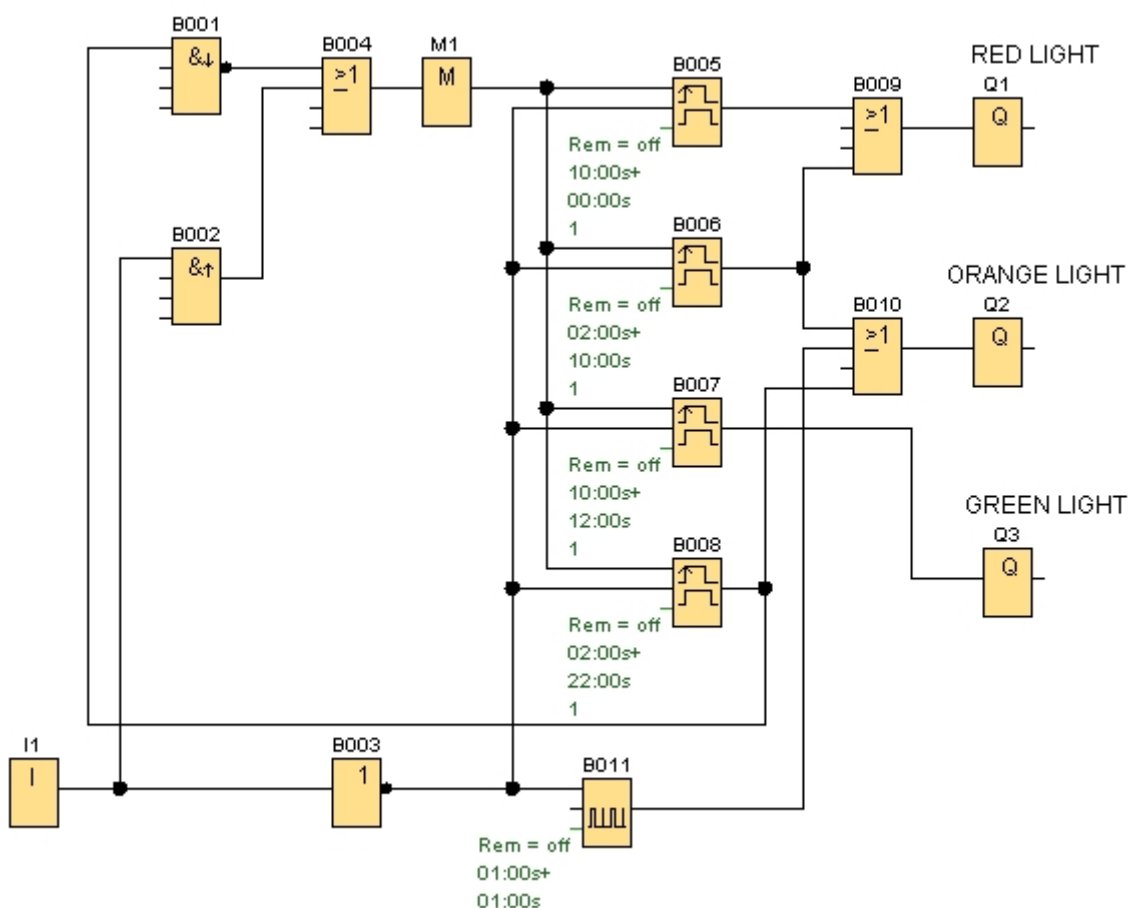 B001
&↓
B004
>1
M1
M
B005
Rem = off
10:00s+
00:00s
1
B009
>1
RED LIGHT
Q1
Q
B002
&↑
B006
Rem = off
02:00s+
10:00s
1
ORANGE LIGHT
B010
>1
Q2
Q
B007
Rem = off
10:00s+
12:00s
1
GREEN LIGHT
Q3
Q
B008
Rem = off
02:00s+
22:00s
1
I1
I
B003
1
B011
Rem = off
01:00s+
01:00s